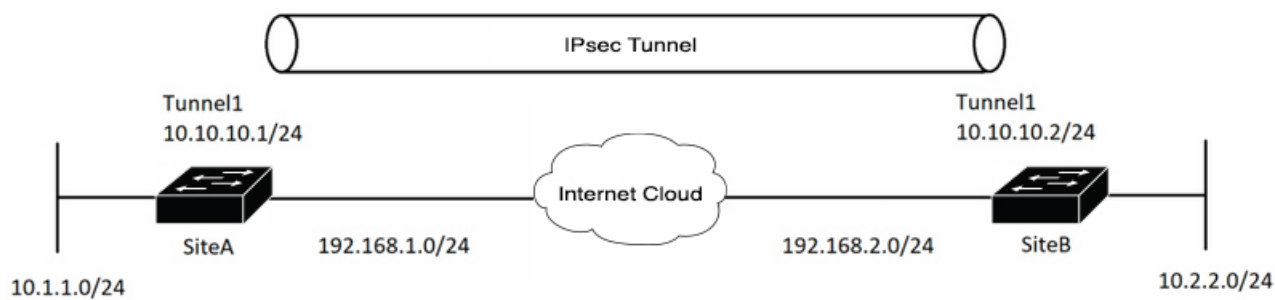 IPsec Tunnel
Tunnel1
10.10.10.1/24
Tunnel1
10.10.10.2/24
Internet Cloud
SiteA
192.168.1.0/24
192.168.2.0/24
SiteB
10.1.1.0/24
10.2.2.0/24